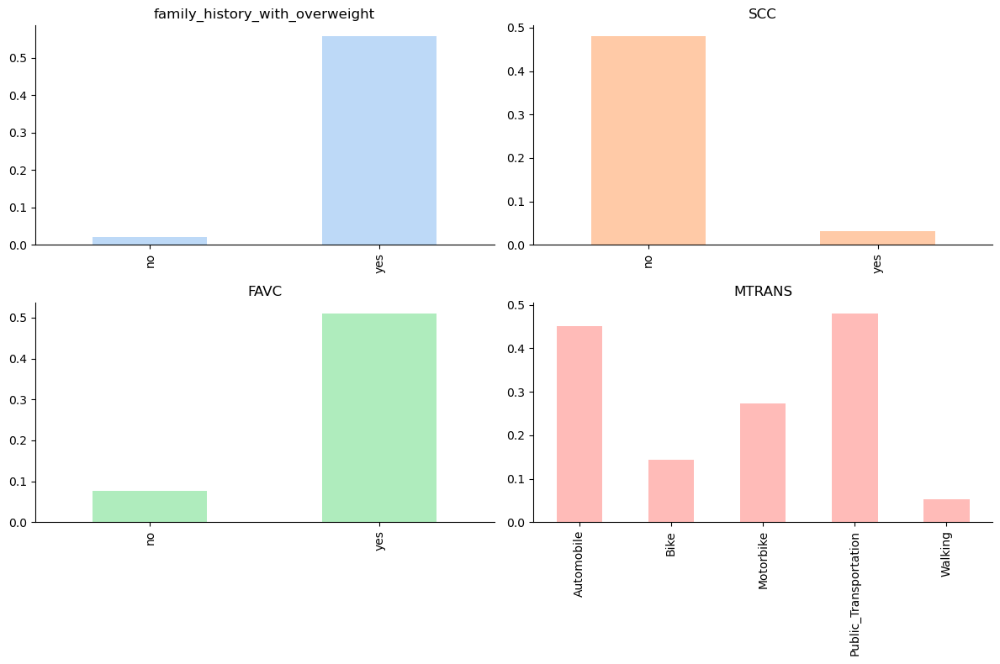 family_history_with_overweight
0.5
0.4
0.3
0.2
0.1
0.0
no
yes
SCC
0.5
0.4
0.3
0.2
0.1
0.0
no
yes
FAVC
0.5
0.4
0.3
0.2
0.1
0.0
no
yes
MTRANS
0.5
0.4
0.3
0.2
0.1
0.0
Automobile
Bike
Motorbike
Public_Transportation
Walking